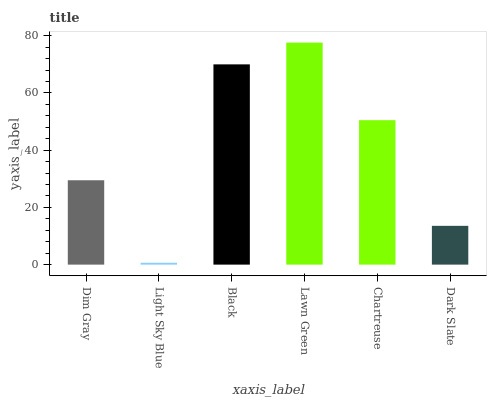 title
80
60
40
20
0
yaxis_label
Dim Gray
Light Sky Blue
Black
Lawn Green
Chartreuse
Dark Slate
xaxis_label